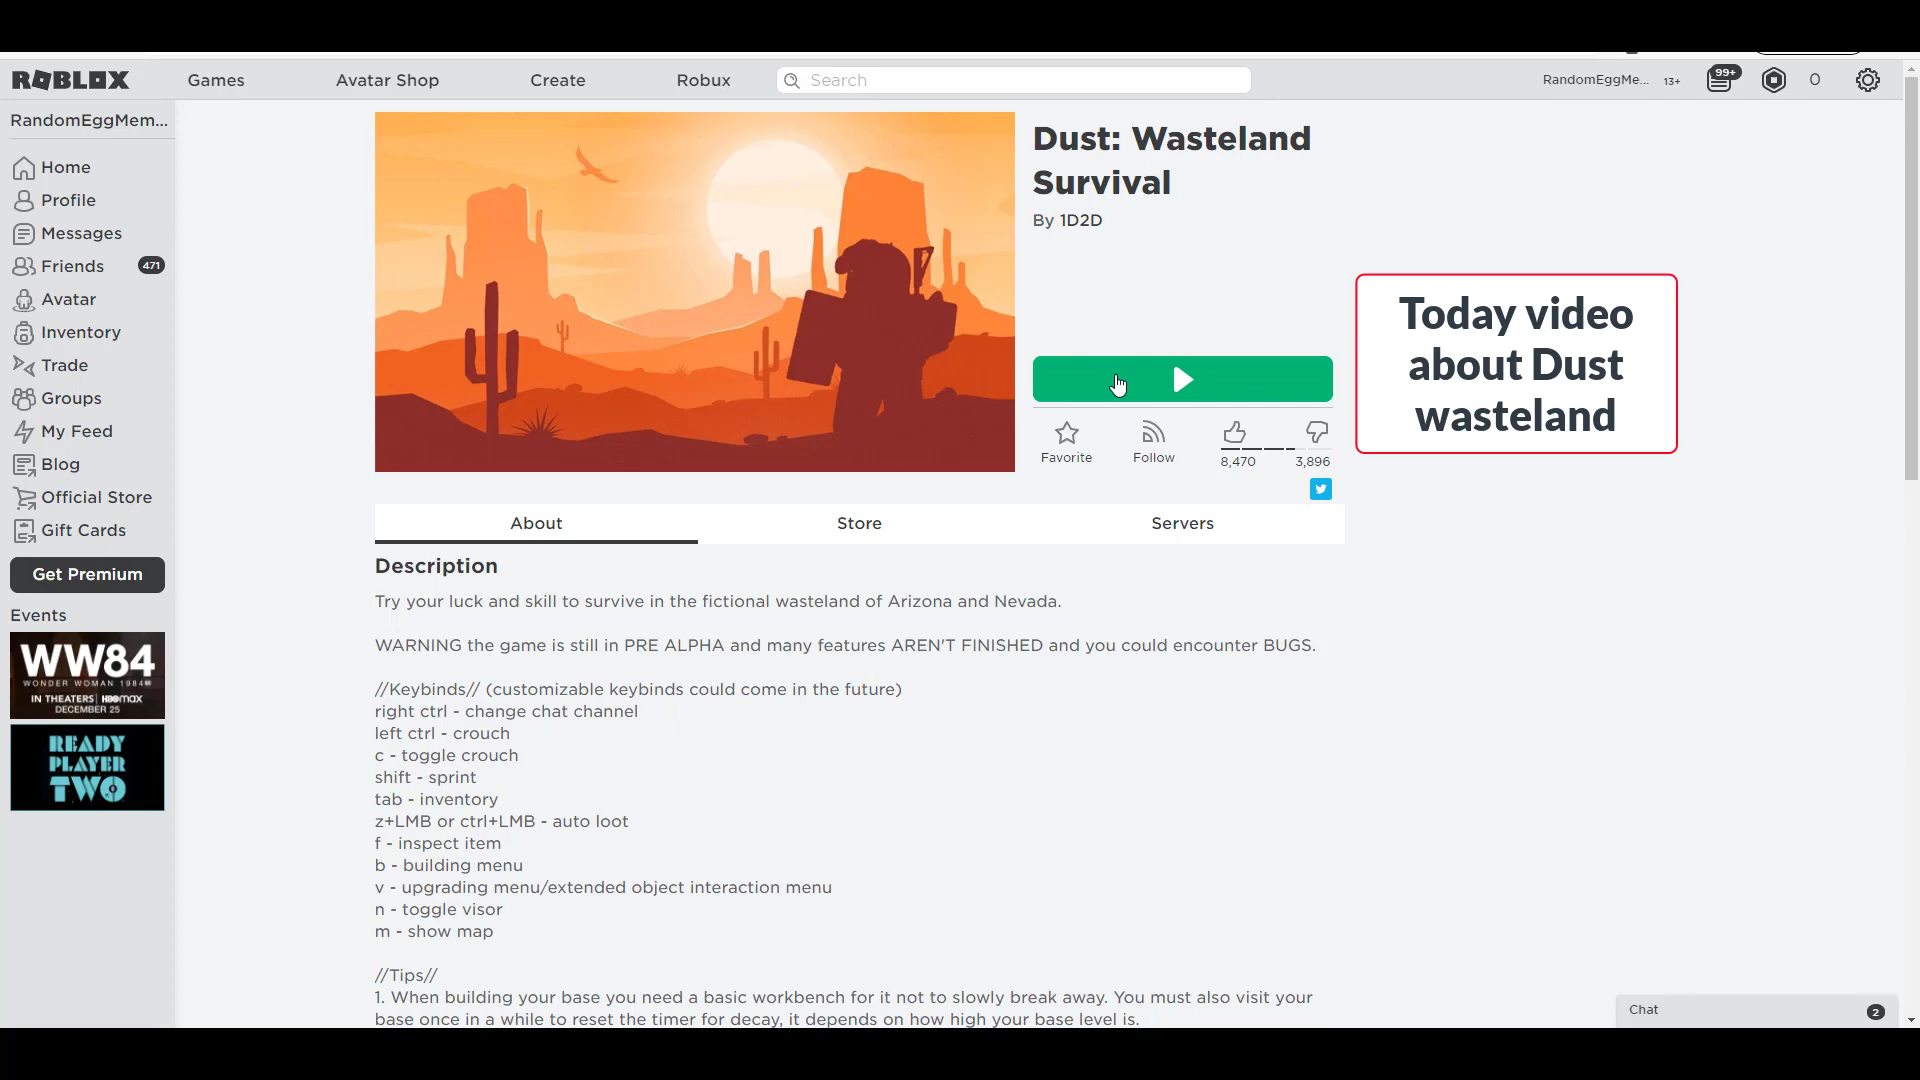 ROBLOX
Games
Avatar Shop
Create
Robux
Search
RandomEggMe...
13+
99+
0
RandomEggMem...
Home
Profile
Messages
Friends
471
Avatar
Inventory
Trade
Groups
My Feed
Blog
Official Store
Gift Cards
Get Premium
Events
WW84
WONDER WOMAN 1984
IN THEATERS | HBOmax
DECEMBER 25
READY
PLAYER
TWO
Dust: Wasteland
Survival
By 1D2D
Favorite
Follow
8,470
3,896
Today video
about Dust
wasteland
About
Store
Servers
Description
Try your luck and skill to survive in the fictional wasteland of Arizona and Nevada.
WARNING the game is still in PRE ALPHA and many features AREN'T FINISHED and you could encounter BUGS.
//Keybinds// (customizable keybinds could come in the future)
right ctrl - change chat channel
left ctrl - crouch
c - toggle crouch
shift - sprint
tab - inventory
z+LMB or ctrl+LMB - auto loot
f - inspect item
b - building menu
v - upgrading menu/extended object interaction menu
n - toggle visor
m - show map
//Tips//
1. When building your base you need a basic workbench for it not to slowly break away. You must also visit your
base once in a while to reset the timer for decay, it depends on how high your base level is.
Chat
2